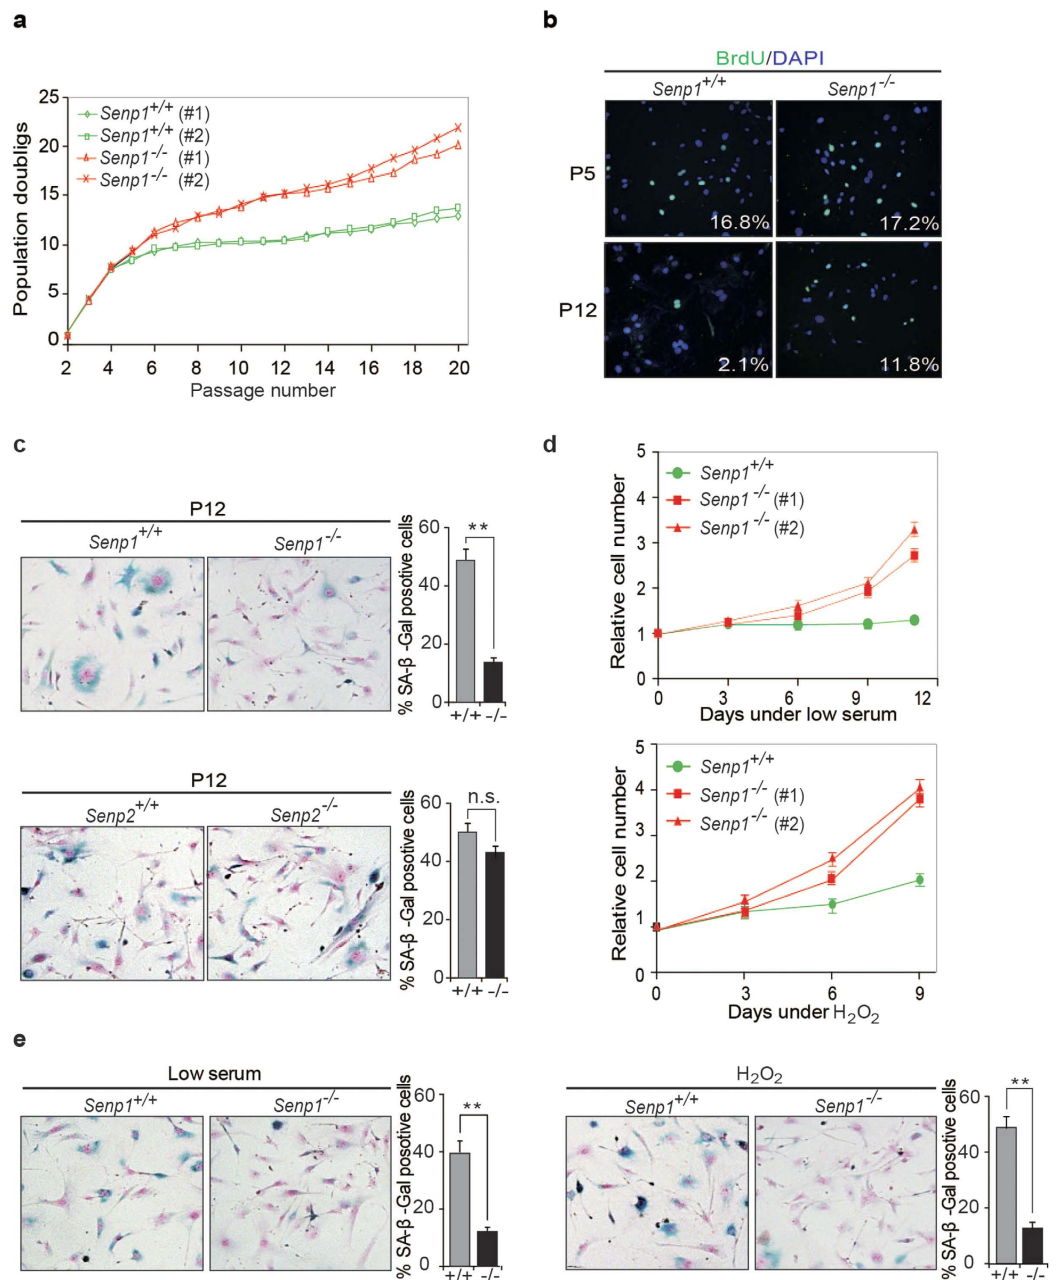 a
Population doubligs
25
20
15
10
5
0
Senp1+/+ (#1)
Senp1+/+ (#2)
Senp1-/- (#1)
Senp1-/- (#2)
2 4 6 8 10 12 14 16 18 20
Passage number
b
BrdU/DAPI
Senp1+/+ Senp1-/-
P5
16.8% 17.2%
P12
2.1% 11.8%
c
P12
Senp1+/+ Senp1-/-
% SA-β -Gal posotive cells
60
40
20
0
**
+/+ -/-
P12
Senp2+/+ Senp2-/-
% SA-β -Gal posotive cells
60
40
20
0
n.s.
+/+ -/-
d
Relative cell number
5
4
3
2
1
0
Senp1+/+
Senp1-/- (#1)
Senp1-/- (#2)
0 3 6 9 12
Days under low serum
Relative cell number
5
4
3
2
1
0
Senp1+/+
Senp1-/- (#1)
Senp1-/- (#2)
0 3 6 9
Days under H2O2
e
Low serum
Senp1+/+ Senp1-/-
% SA-β -Gal posotive cells
60
40
20
0
**
+/+ -/-
H2O2
Senp1+/+ Senp1-/-
% SA-β -Gal posotive cells
60
40
20
0
**
+/+ -/-